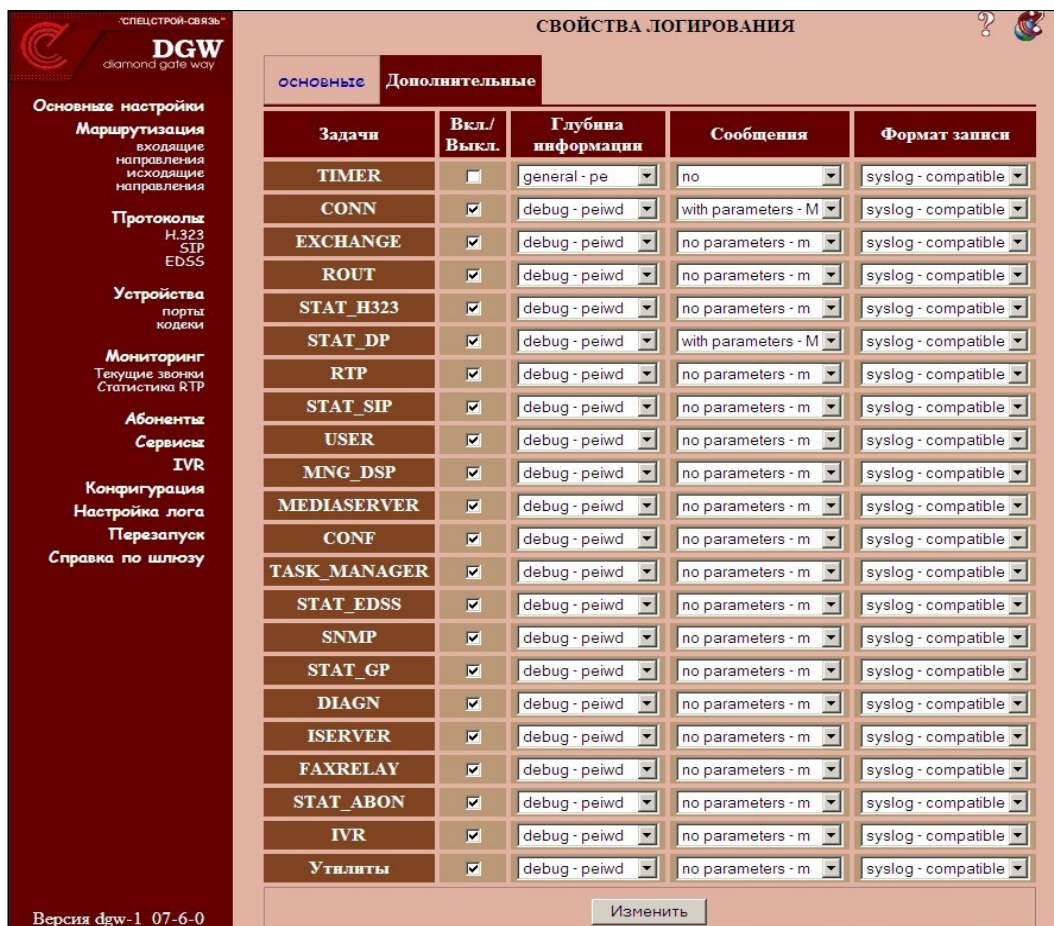 "СПЕЦСТРОЙ-СВЯЗЬ"
DGW
diamond gate way
Основные настройки
Маршрутизация
входящие
направления
исходящие
направления
Протоколы
H.323
SIP
EDSS
Устройства
порты
кодеки
Мониторинг
Текущие звонки
Статистика RTP
Абоненты
Сервисы
IVR
Конфигурация
Настройка лога
Перезапуск
Справка по шлюзу
Версия dgw-1 07-6-0
СВОЙСТВА ЛОГИРОВАНИЯ
?
основные Дополнительные
Задачи Вкл./ Выкл. Глубина информации Сообщения Формат записи
TIMER general - pe no syslog - compatible
CONN debug - peiwd with parameters - M syslog - compatible
EXCHANGE debug - peiwd no parameters - m syslog - compatible
ROUT debug - peiwd no parameters - m syslog - compatible
STAT_H323 debug - peiwd no parameters - m syslog - compatible
STAT_DP debug - peiwd with parameters - M syslog - compatible
RTP debug - peiwd no parameters - m syslog - compatible
STAT_SIP debug - peiwd no parameters - m syslog - compatible
USER debug - peiwd no parameters - m syslog - compatible
MNG_DSP debug - peiwd no parameters - m syslog - compatible
MEDIASERVER debug - peiwd no parameters - m syslog - compatible
CONF debug - peiwd no parameters - m syslog - compatible
TASK_MANAGER debug - peiwd no parameters - m syslog - compatible
STAT_EDSS debug - peiwd no parameters - m syslog - compatible
SNMP debug - peiwd no parameters - m syslog - compatible
STAT_GP debug - peiwd no parameters - m syslog - compatible
DIAGN debug - peiwd no parameters - m syslog - compatible
ISERVER debug - peiwd no parameters - m syslog - compatible
FAXRELAY debug - peiwd no parameters - m syslog - compatible
STAT_ABON debug - peiwd no parameters - m syslog - compatible
IVR debug - peiwd no parameters - m syslog - compatible
Утилиты debug - peiwd no parameters - m syslog - compatible
Изменить